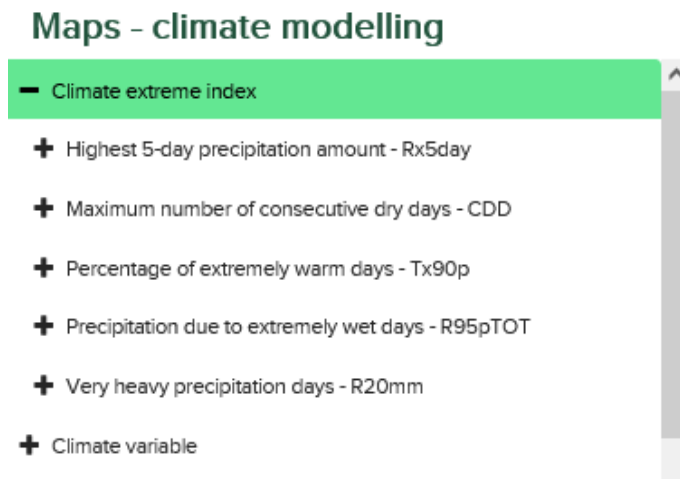 Maps - climate modelling
Climate extreme index
Highest 5-day precipitation amount - Rx5day
Maximum number of consecutive dry days - CDD
Percentage of extremely warm days - Tx90p
Precipitation due to extremely wet days - R95pTOT
Very heavy precipitation days - R20mm
Climate variable